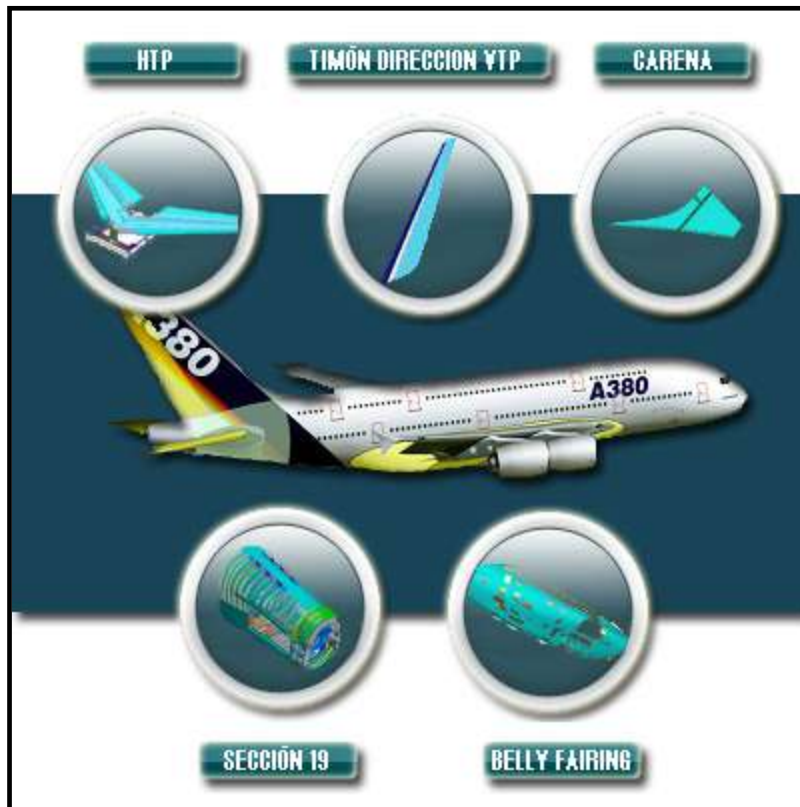 HTP
TIMÓN DIRECCION VTP
CARENA
A380
A380
SECCIÓN 19
BELLY FAIRING